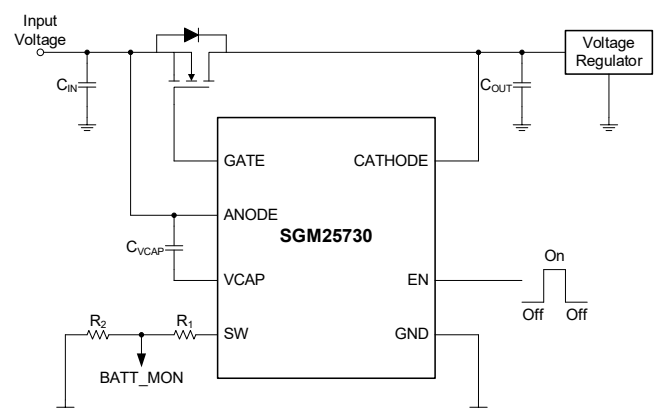 Input
Voltage
Voltage
Regulator
CIN
COUT
GATE
CATHODE
ANODE
SGM25730
CVCAP
VCAP
EN
On
Off
Off
R2
R1
SW
GND
BATT_MON